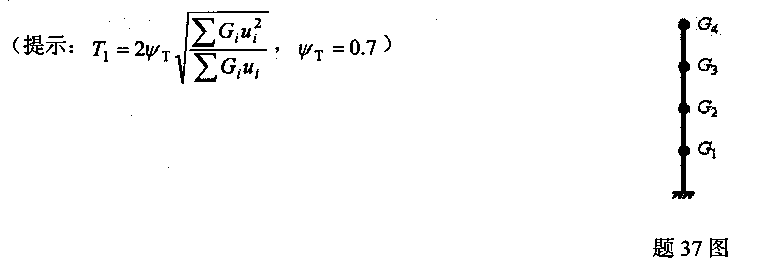 （提示：$T_1 = 2\psi_T \sqrt{\frac{\sum G_i u_i^2}{\sum G_i u_i}}$，$\psi_T = 0.7$）
G₄
G₃
G₂
G₁
题 37 图